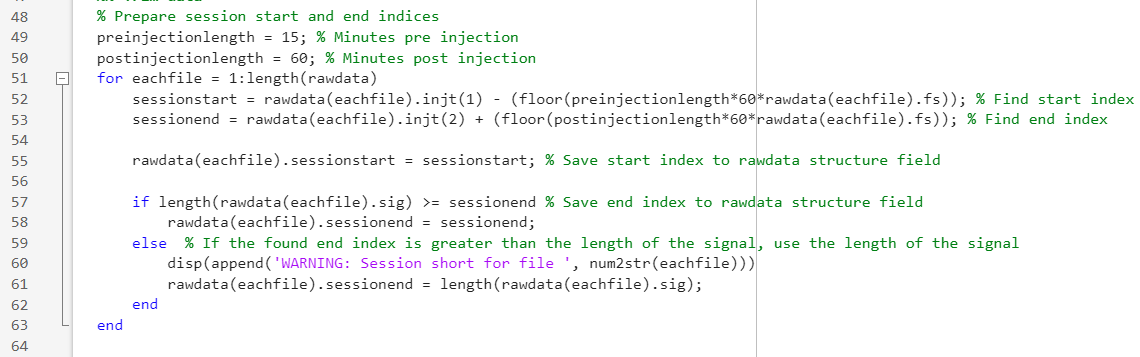 48 % Prepare session start and end indices
49 preinjectionlength = 15; % Minutes pre injection
50 postinjectionlength = 60; % Minutes post injection
51 for eachfile = 1:length(rawdata)
52 sessionstart = rawdata(eachfile).injt(1) - (floor(preinjectionlength*60*rawdata(eachfile).fs)); % Find start index
53 sessionend = rawdata(eachfile).injt(2) + (floor(postinjectionlength*60*rawdata(eachfile).fs)); % Find end index
54
55 rawdata(eachfile).sessionstart = sessionstart; % Save start index to rawdata structure field
56
57 if length(rawdata(eachfile).sig) >= sessionend % Save end index to rawdata structure field
58 rawdata(eachfile).sessionend = sessionend;
59 else % If the found end index is greater than the length of the signal, use the length of the signal
60 disp(append('WARNING: Session short for file ', num2str(eachfile)))
61 rawdata(eachfile).sessionend = length(rawdata(eachfile).sig);
62 end
63 end
64